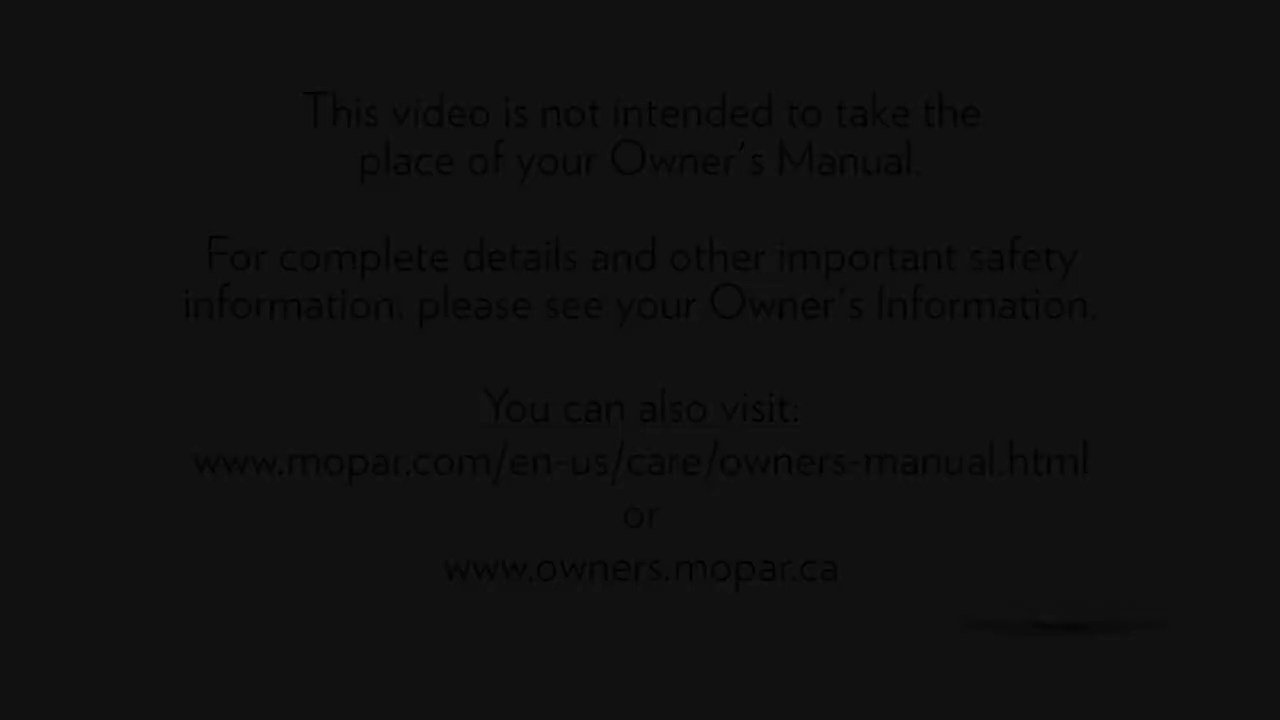 This video is not intended to take the
place of your Owner's Manual.
For complete details and other important safety
information, please see your Owner's Information.
You can also visit:
www.mopar.com/en-us/care/owners-manual.html
or
www.owners.mopar.ca